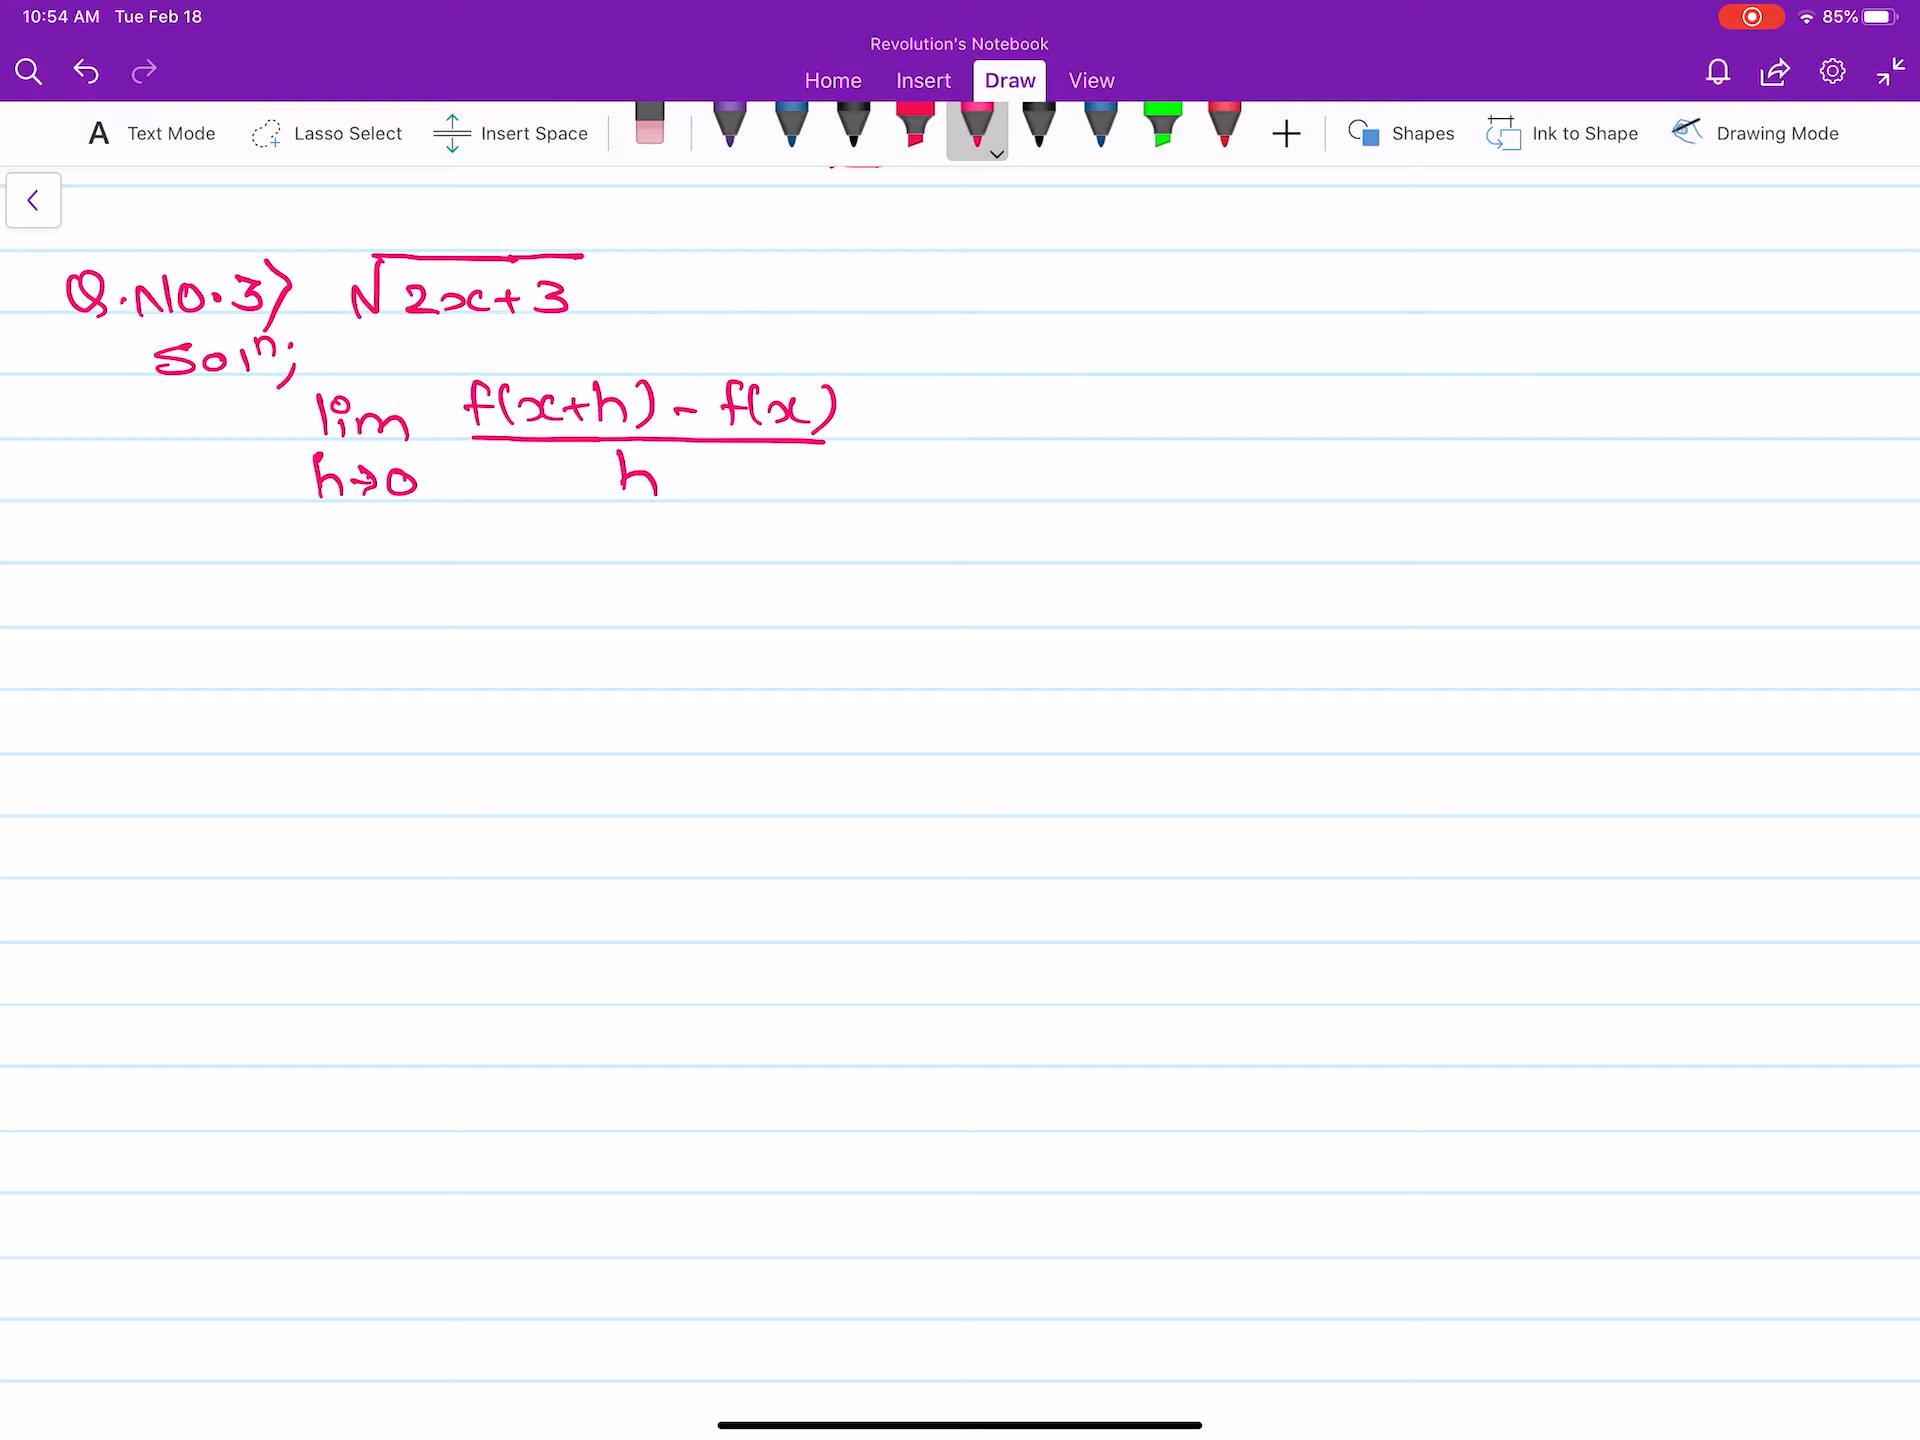 10:54 AM Tue Feb 18
85%
Revolution's Notebook
Home Insert Draw View
A Text Mode Lasso Select Insert Space Shapes Ink to Shape Drawing Mode
Q.No.3) √2x+3
Solⁿ;
lim f(x+h) - f(x)
h→0 h